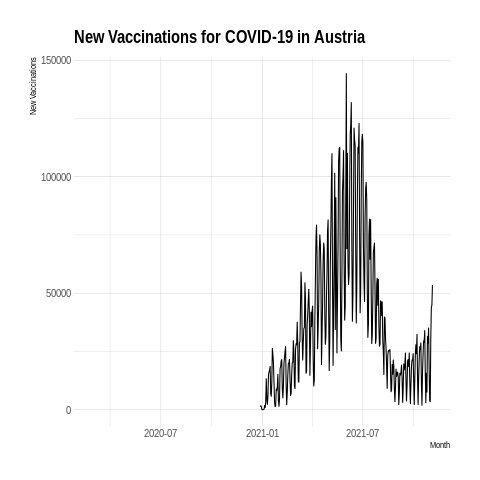 New Vaccinations for COVID-19 in Austria
New Vaccinations
150000
100000
50000
0
2020-07
2021-01
2021-07
Month